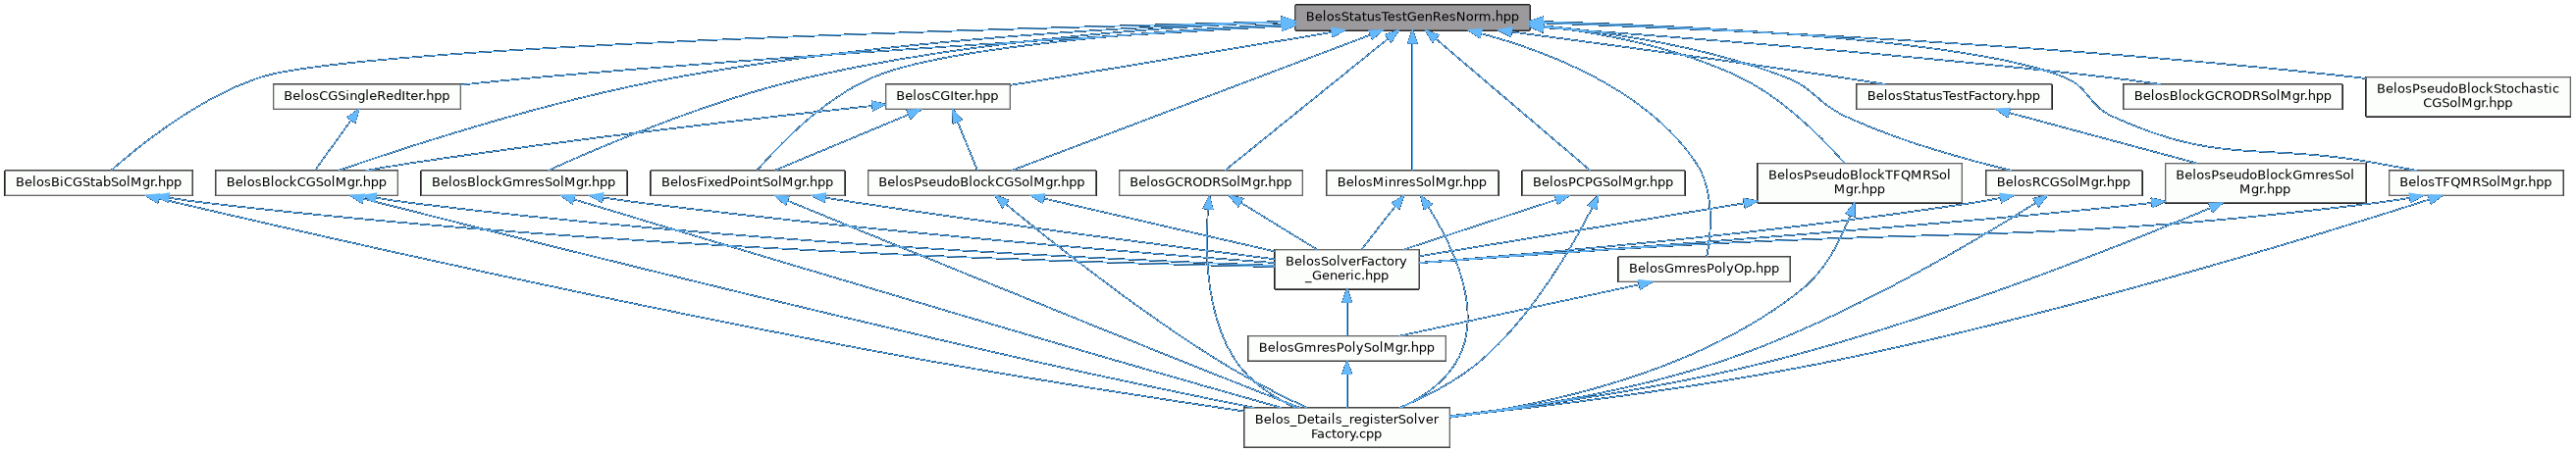 BelosStatusTestGenResNorm.hpp
BelosCGSingleRedIter.hpp
BelosCGIter.hpp
BelosStatusTestFactory.hpp
BelosBlockGCRODRSolMgr.hpp
BelosPseudoBlockStochastic
CGSolMgr.hpp
BelosBiCGStabSolMgr.hpp
BelosBlockCGSolMgr.hpp
BelosBlockGmresSolMgr.hpp
BelosFixedPointSolMgr.hpp
BelosPseudoBlockCGSolMgr.hpp
BelosGCRODRSolMgr.hpp
BelosMinresSolMgr.hpp
BelosPCPGSolMgr.hpp
BelosPseudoBlockTFQMRSol
Mgr.hpp
BelosRCGSolMgr.hpp
BelosPseudoBlockGmresSol
Mgr.hpp
BelosTFQMRSolMgr.hpp
BelosSolverFactory
_Generic.hpp
BelosGmresPolyOp.hpp
BelosGmresPolySolMgr.hpp
Belos_Details_registerSolver
Factory.cpp